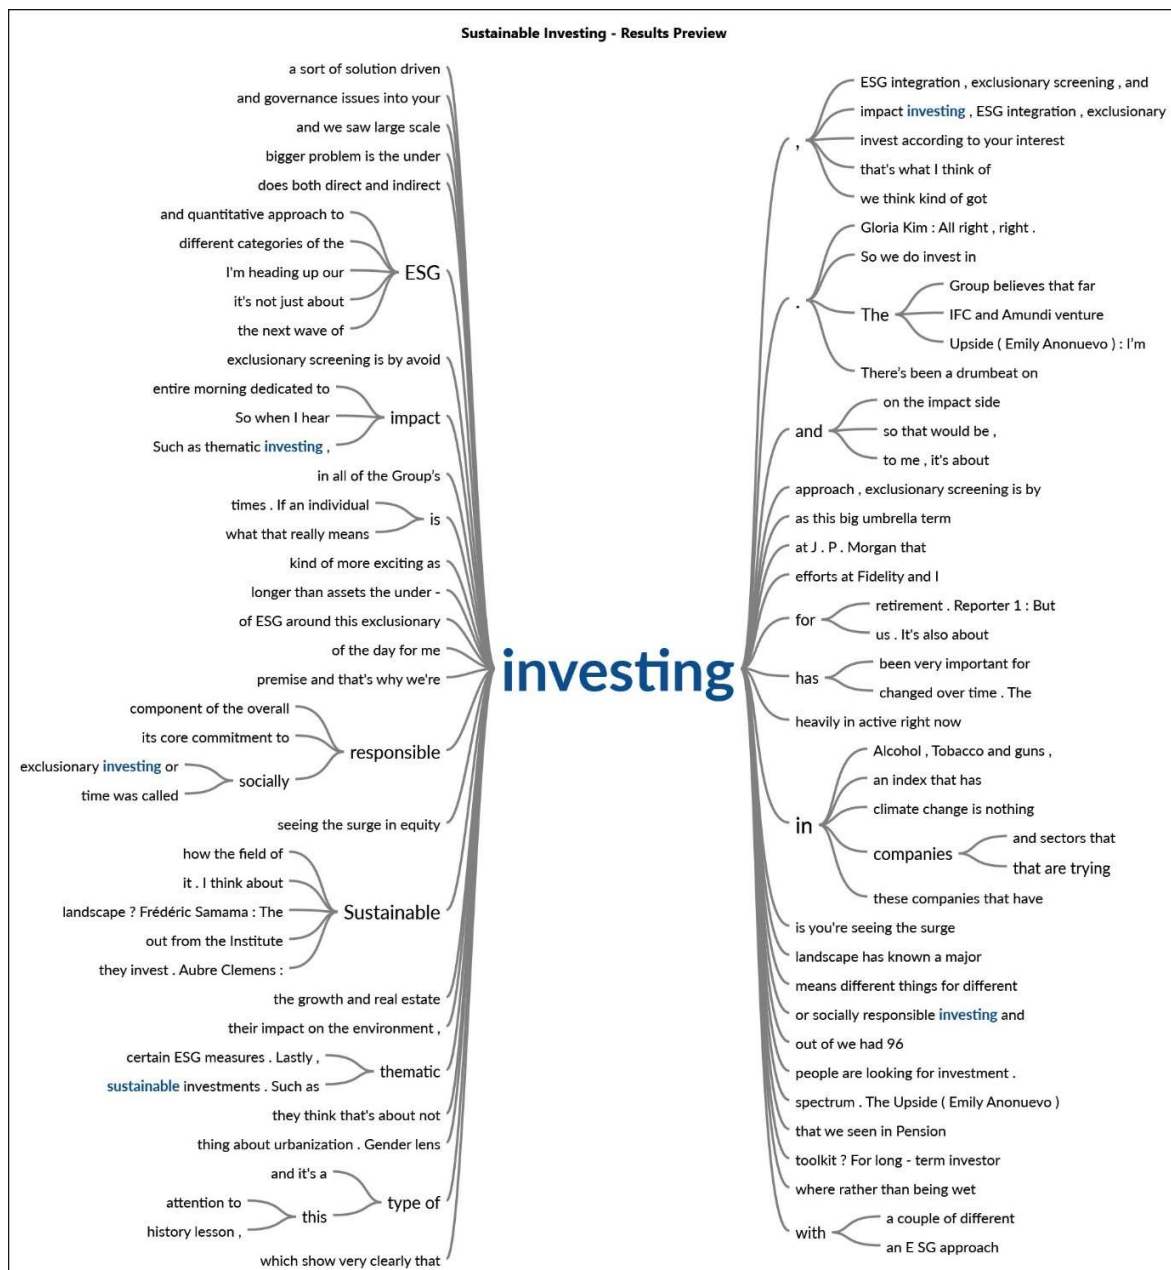 Sustainable Investing - Results Preview
a sort of solution driven
and governance issues into your
and we saw large scale
bigger problem is the under
does both direct and indirect
and quantitative approach to
different categories of the
I'm heading up our
it's not just about
the next wave of
ESG
exclusionary screening is by avoid
entire morning dedicated to
So when I hear
Such as thematic investing ,
impact
in all of the Group's
times . If an individual
what that really means
is
kind of more exciting as
longer than assets the under -
of ESG around this exclusionary
of the day for me
premise and that's why we're
component of the overall
its core commitment to
exclusionary investing or
time was called
socially
responsible
seeing the surge in equity
how the field of
it . I think about
landscape ? Frédéric Samama : The
out from the Institute
they invest . Aubre Clemens :
Sustainable
the growth and real estate
their impact on the environment ,
certain ESG measures . Lastly ,
sustainable investments . Such as
thematic
they think that's about not
thing about urbanization . Gender lens
and it's a
attention to
history lesson ,
this
type of
which show very clearly that
investing
,
ESG integration , exclusionary screening , and
impact investing , ESG integration , exclusionary
invest according to your interest
that's what I think of
we think kind of got
.
Gloria Kim : All right , right .
So we do invest in
The
Group believes that far
IFC and Amundi venture
Upside ( Emily Anonuevo ) : I'm
There's been a drumbeat on
and
on the impact side
so that would be ,
to me , it's about
approach , exclusionary screening is by
as this big umbrella term
at J . P . Morgan that
efforts at Fidelity and I
for
retirement . Reporter 1 : But
us . It's also about
has
been very important for
changed over time . The
heavily in active right now
in
Alcohol , Tobacco and guns ,
an index that has
climate change is nothing
companies
and sectors that
that are trying
these companies that have
is you're seeing the surge
landscape has known a major
means different things for different
or socially responsible investing and
out of we had 96
people are looking for investment .
spectrum . The Upside ( Emily Anonuevo )
that we seen in Pension
toolkit ? For long - term investor
where rather than being wet
with
a couple of different
an E SG approach